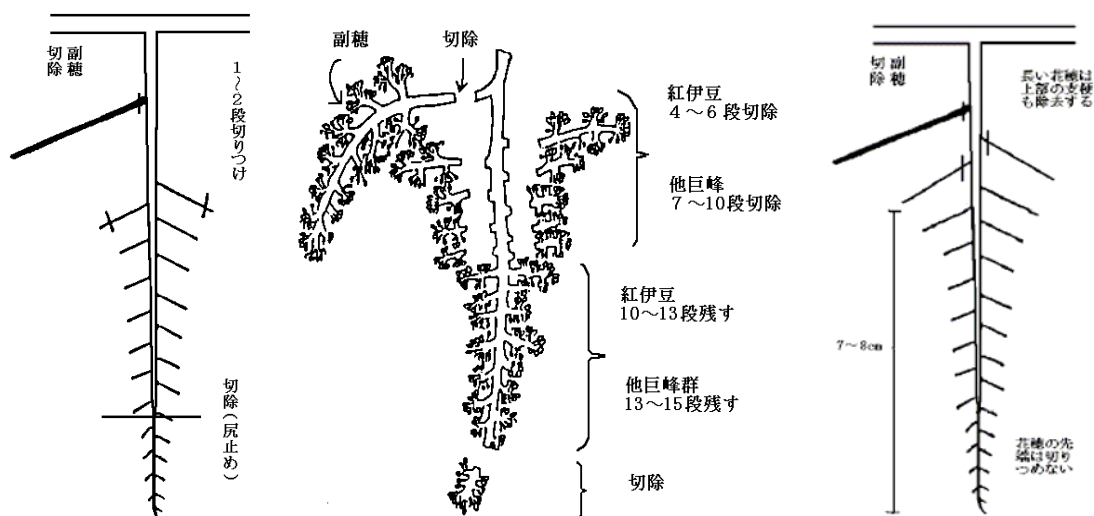 副穂
切除
1～2段切りつけ
切除（尻止め）
副穂
切除
紅伊豆
4～6段切除
他巨峰
7～10段切除
紅伊豆
10～13段残す
他巨峰群
13～15段残す
切除
副穂
切除
長い花穂は
上部の支梗
も除去する
7～8cm
花穂の先
端は切り
つめない